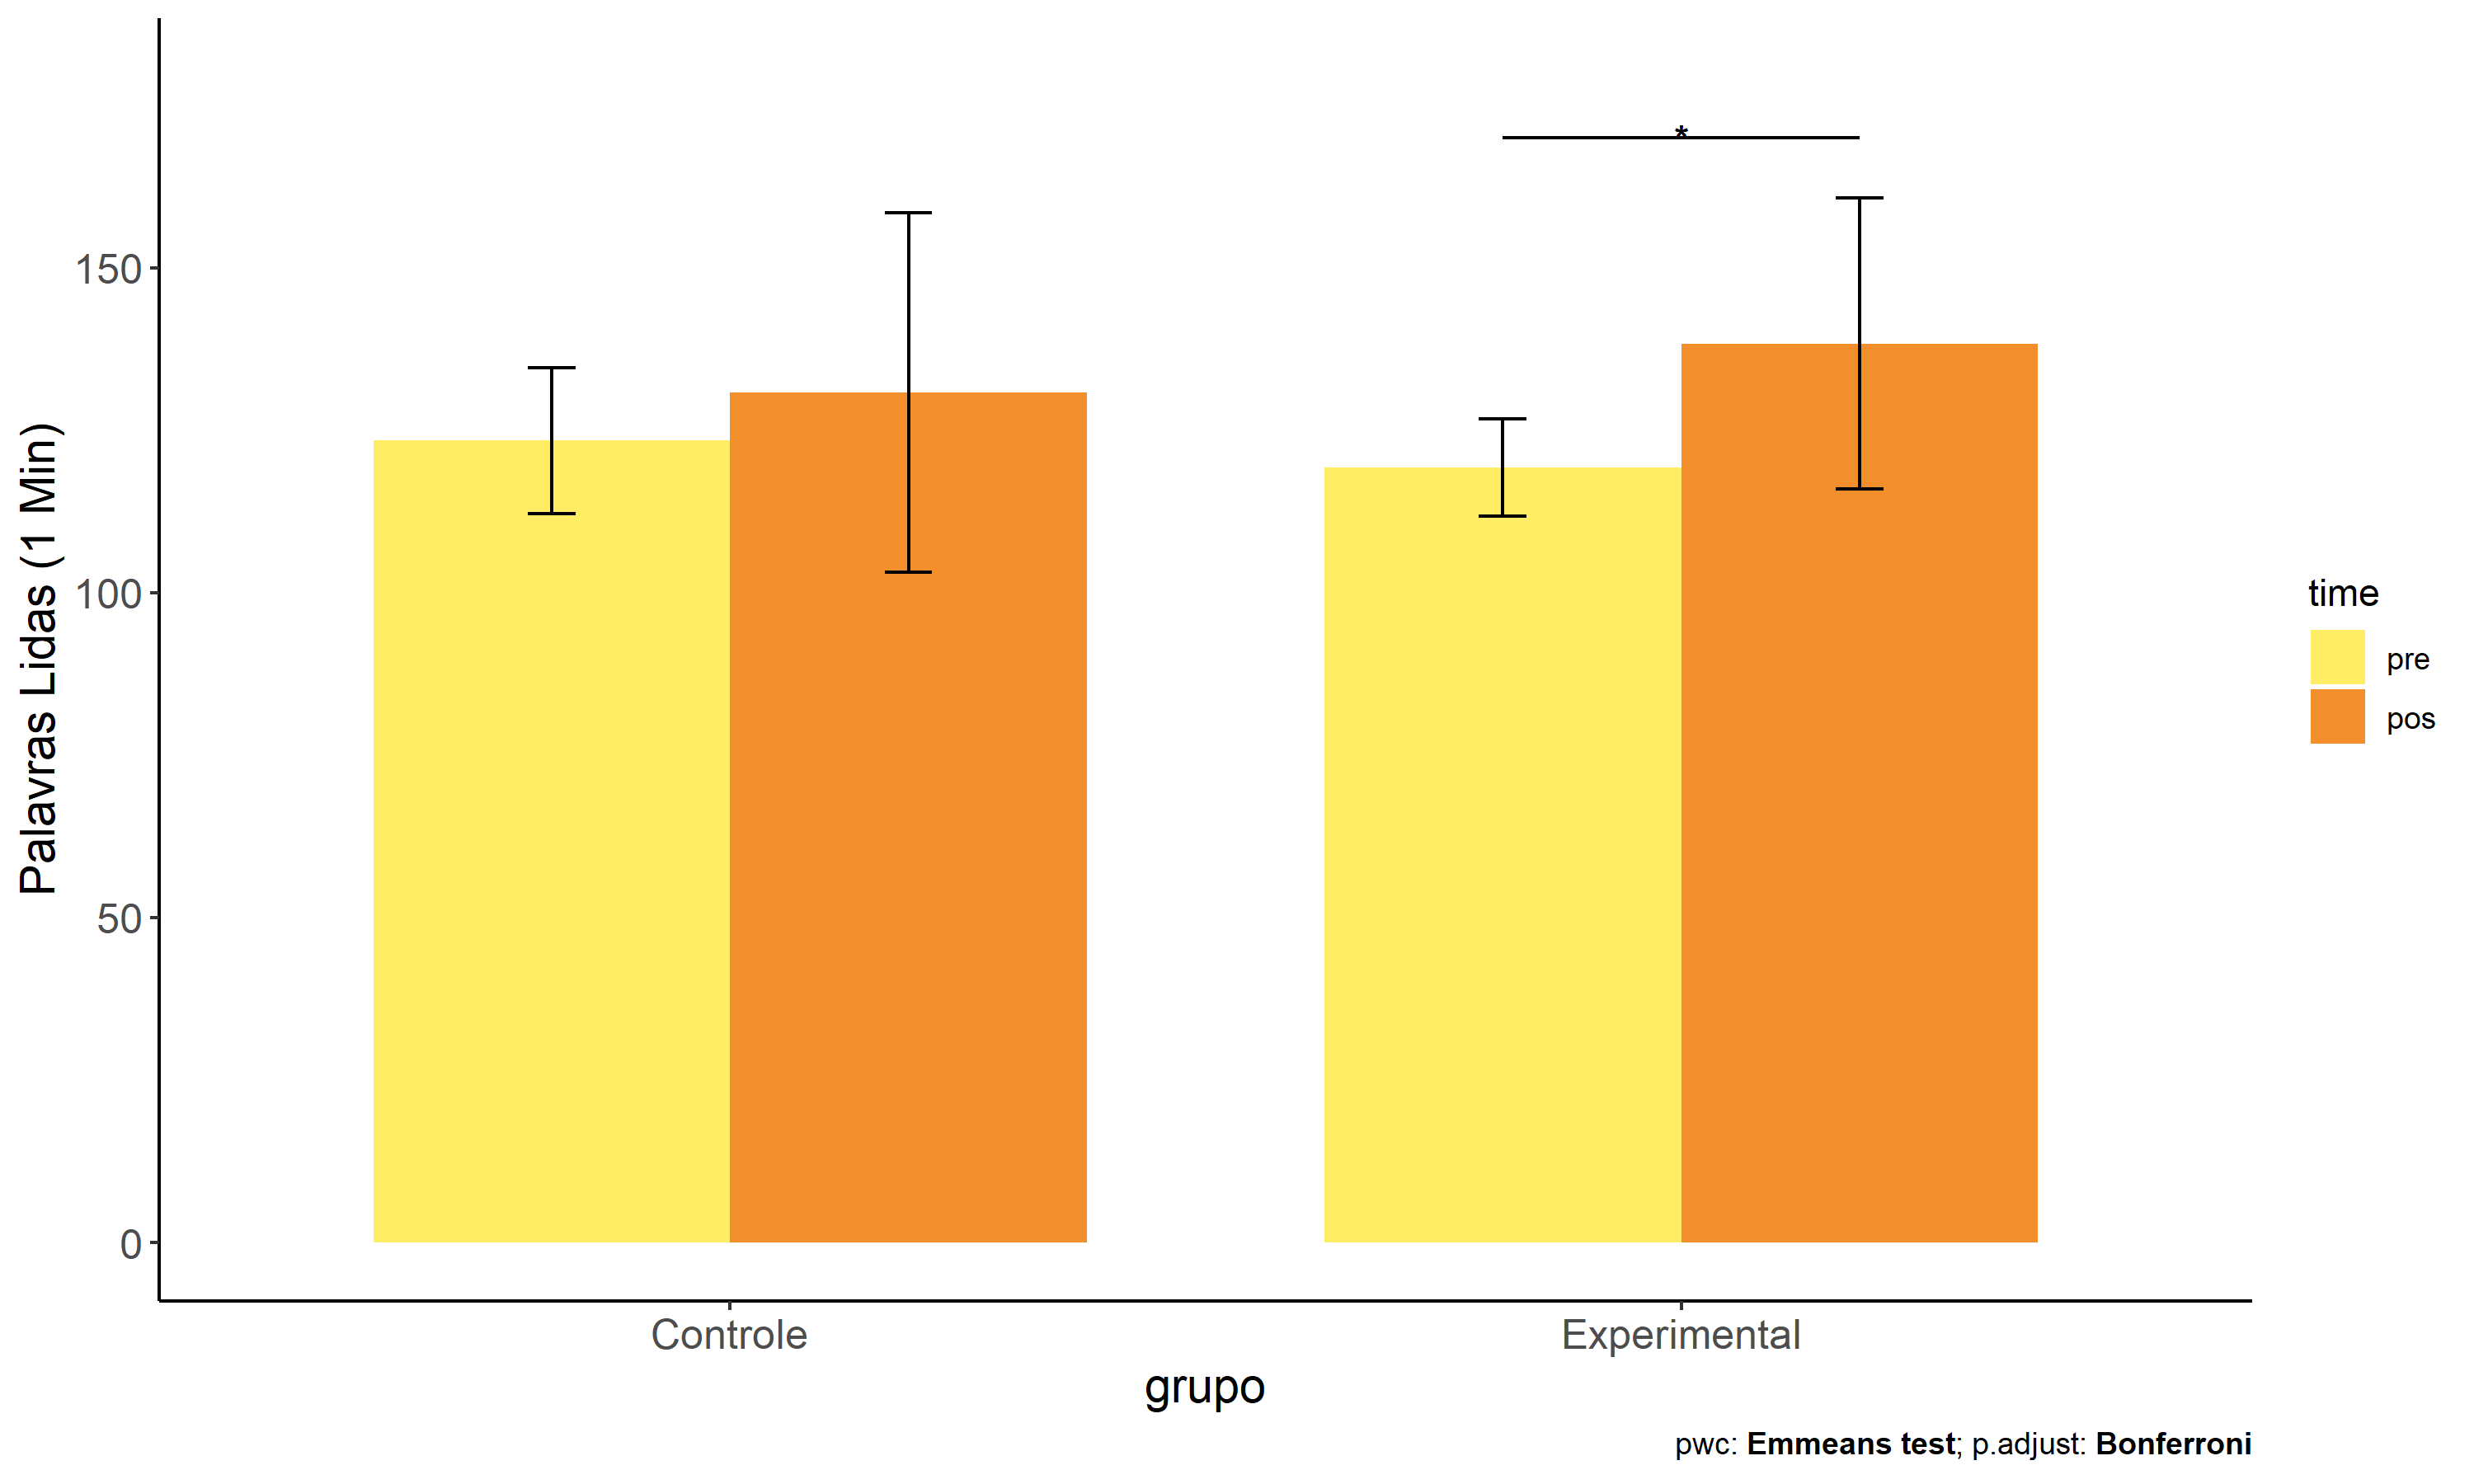 *
150
100
50
0
Palavras Lidas (1 Min)
Controle
Experimental
grupo
time
pre
pos
pwc: Emmeans test; p.adjust: Bonferroni